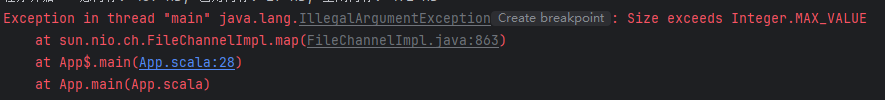 Exception in thread "main" java.lang.IllegalArgumentException Create breakpoint : Size exceeds Integer.MAX_VALUE
at sun.nio.ch.FileChannelImpl.map(FileChannelImpl.java:863)
at App$.main(App.scala:28)
at App.main(App.scala)